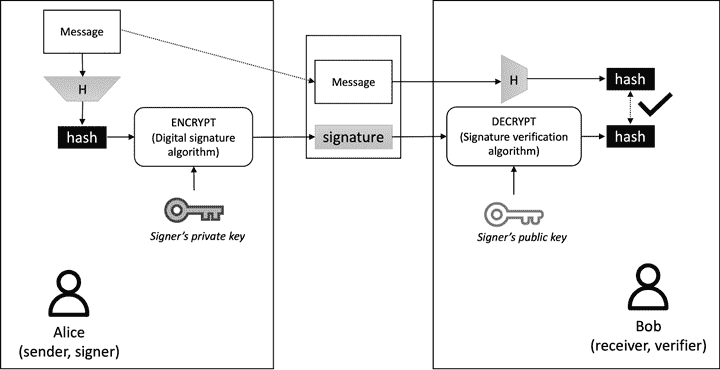 Message
H
hash
ENCRYPT
(Digital signature
algorithm)
Signer's private key
Alice
(sender, signer)
Message
signature
H
hash
DECRYPT
(Signature verification
algorithm)
hash
Signer's public key
Bob
(receiver, verifier)